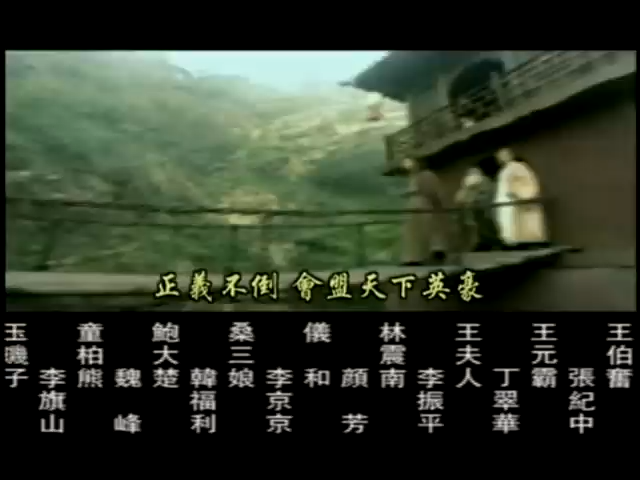 正義不倒 會盟天下英豪
王伯奮
張紀中
王元霸
丁翠華
王夫人
李振平
林震南
顏芳
儀和
李京京
桑三娘
韓福利
鮑大楚
魏峰
童柏熊
李旗山
玉磯子